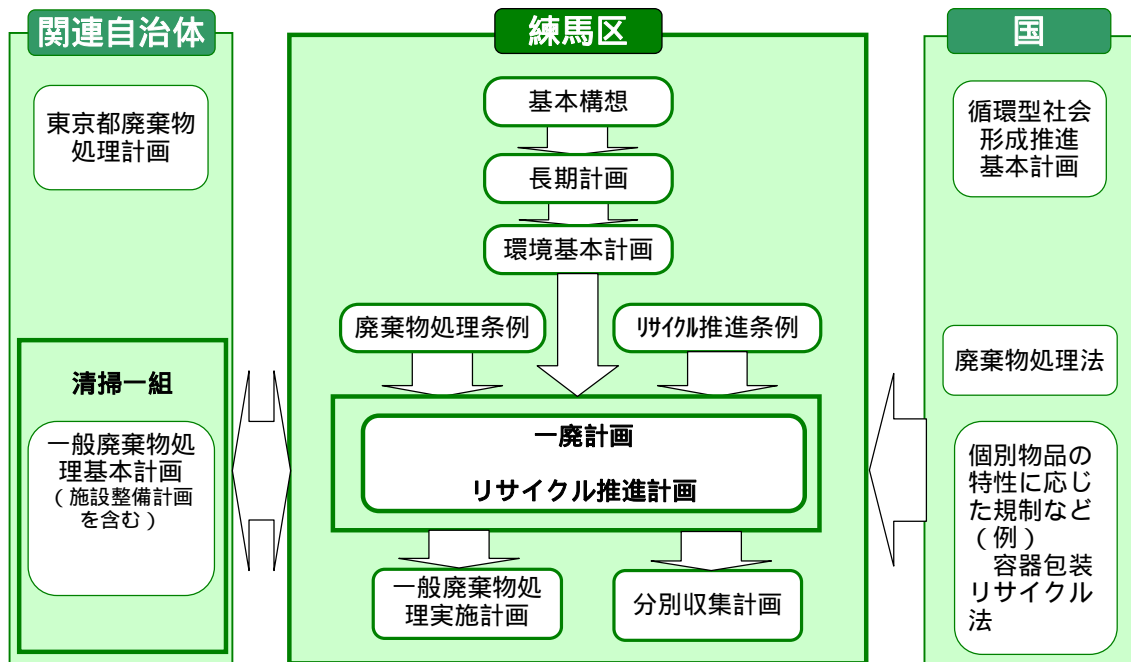 関連自治体
東京都廃棄物
処理計画
清掃一組
一般廃棄物処
理基本計画
（施設整備計画
を含む）
練馬区
基本構想
長期計画
環境基本計画
廃棄物処理条例
ﾘｻｲｸﾙ推進条例
一廃計画
リサイクル推進計画
一般廃棄物処
理実施計画
分別収集計画
国
循環型社会
形成推進
基本計画
廃棄物処理法
個別物品の
特性に応じ
た規制など
（例）
容器包装
リサイクル
法